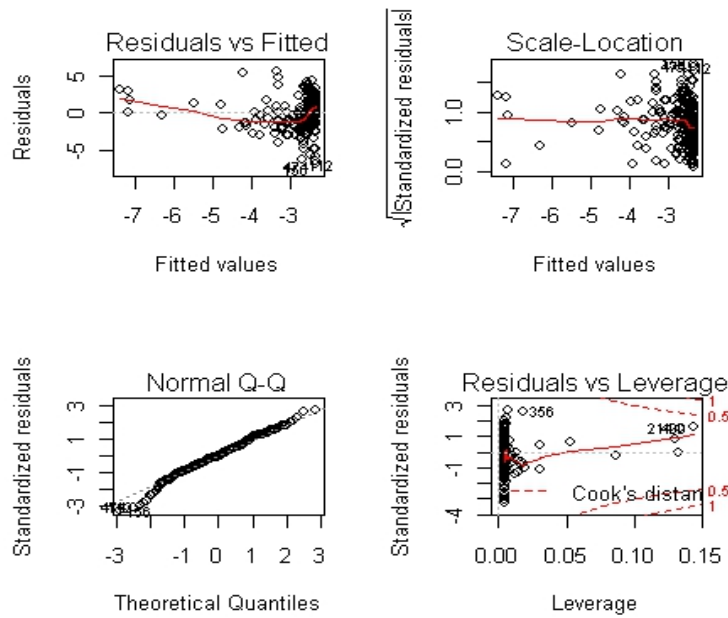 Residuals vs Fitted
Residuals
5
0
-5
-7 -6 -5 -4 -3
Fitted values
Scale-Location
√|Standardized residuals|
1.0
0.0
-7 -6 -5 -4 -3
Fitted values
Normal Q-Q
Standardized residuals
3
1
-1
-3
-3 -1 0 1 2 3
Theoretical Quantiles
Residuals vs Leverage
Standardized residuals
3
1
-1
-4
356
1
0.5
0.5
1
Cook's distan
0.00 0.05 0.10 0.15
Leverage